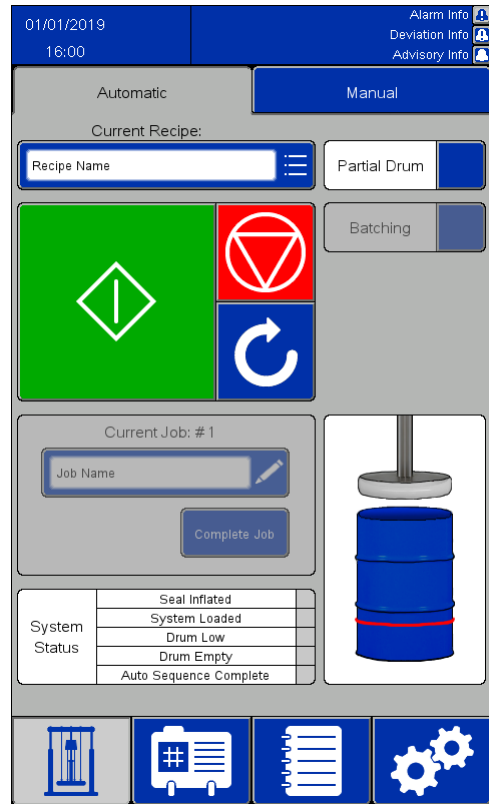 01/01/2019
16:00
Alarm Info
Deviation Info
Advisory Info
Automatic
Manual
Current Recipe:
Recipe Name
Partial Drum
Batching
Current Job: # 1
Job Name
Complete Job
System Status
Seal Inflated
System Loaded
Drum Low
Drum Empty
Auto Sequence Complete
#